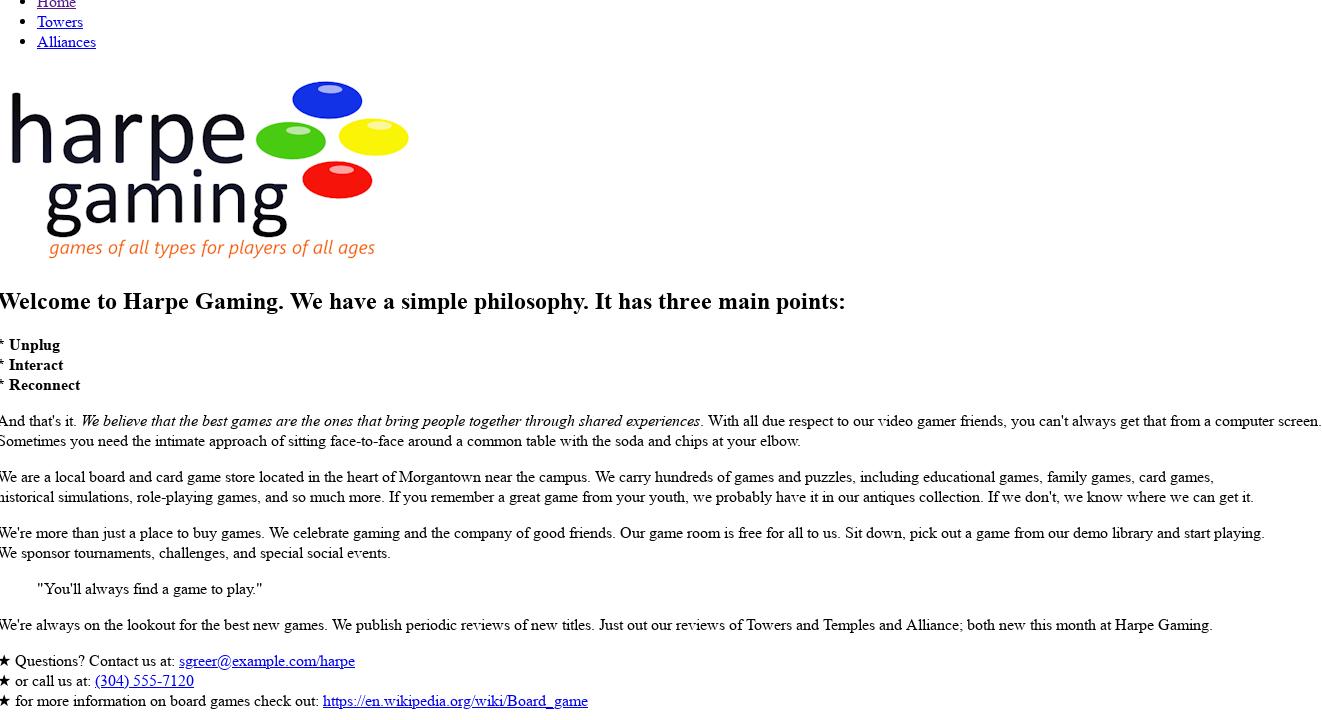 Home
Towers
Alliances
harpe
gaming
games of all types for players of all ages
Welcome to Harpe Gaming. We have a simple philosophy. It has three main points:
* Unplug
* Interact
* Reconnect
And that's it. We believe that the best games are the ones that bring people together through shared experiences. With all due respect to our video gamer friends, you can't always get that from a computer screen.
Sometimes you need the intimate approach of sitting face-to-face around a common table with the soda and chips at your elbow.
We are a local board and card game store located in the heart of Morgantown near the campus. We carry hundreds of games and puzzles, including educational games, family games, card games,
historical simulations, role-playing games, and so much more. If you remember a great game from your youth, we probably have it in our antiques collection. If we don't, we know where we can get it.
We're more than just a place to buy games. We celebrate gaming and the company of good friends. Our game room is free for all to us. Sit down, pick out a game from our demo library and start playing.
We sponsor tournaments, challenges, and special social events.
"You'll always find a game to play."
We're always on the lookout for the best new games. We publish periodic reviews of new titles. Just out our reviews of Towers and Temples and Alliance; both new this month at Harpe Gaming.
★ Questions? Contact us at: sgreer@example.com/harpe
★ or call us at: (304) 555-7120
★ for more information on board games check out: https://en.wikipedia.org/wiki/Board_game